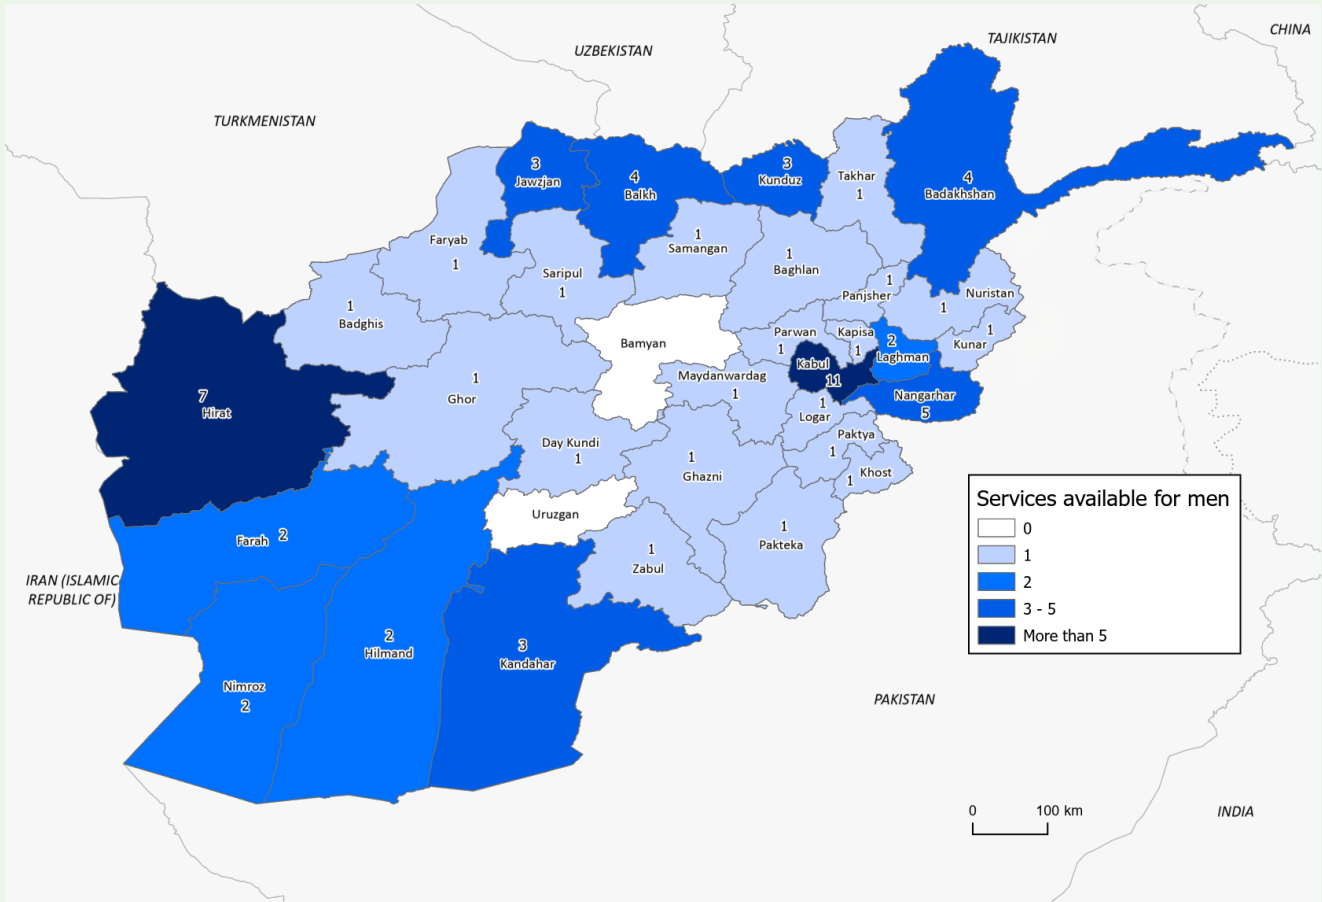 CHINA
TAJIKISTAN
UZBEKISTAN
TURKMENISTAN
3
Jawzjan
4
Balkh
3
Kunduz
Takhar
1
4
Badakhshan
Faryab
1
Saripul
1
1
Samangan
1
Baghlan
1
Panjsher
1
Nuristan
1
Badghis
1
Kunar
Parwan
1
Kapisa
1
2
Laghman
Bamyan
Kabul
11
Maydanwardag
1
Nangarhar
5
7
Hirat
1
Ghor
1
Logar
Paktya
1
Day Kundi
1
1
Ghazni
Khost
1
Uruzgan
Farah 2
1
Zabul
1
Pakteka
IRAN (ISLAMIC
REPUBLIC OF)
2
Hilmand
3
Kandahar
Nimroz
2
PAKISTAN
INDIA
Services available for men
0
1
2
3 - 5
More than 5
0 100 km